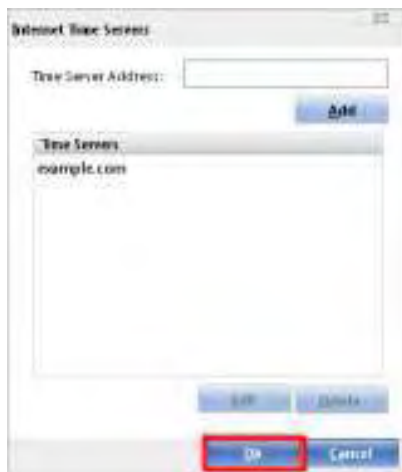 Internet Time Servers
Time Server Address:
Add
Time Servers
example.com
Edit Delete
Ok Cancel